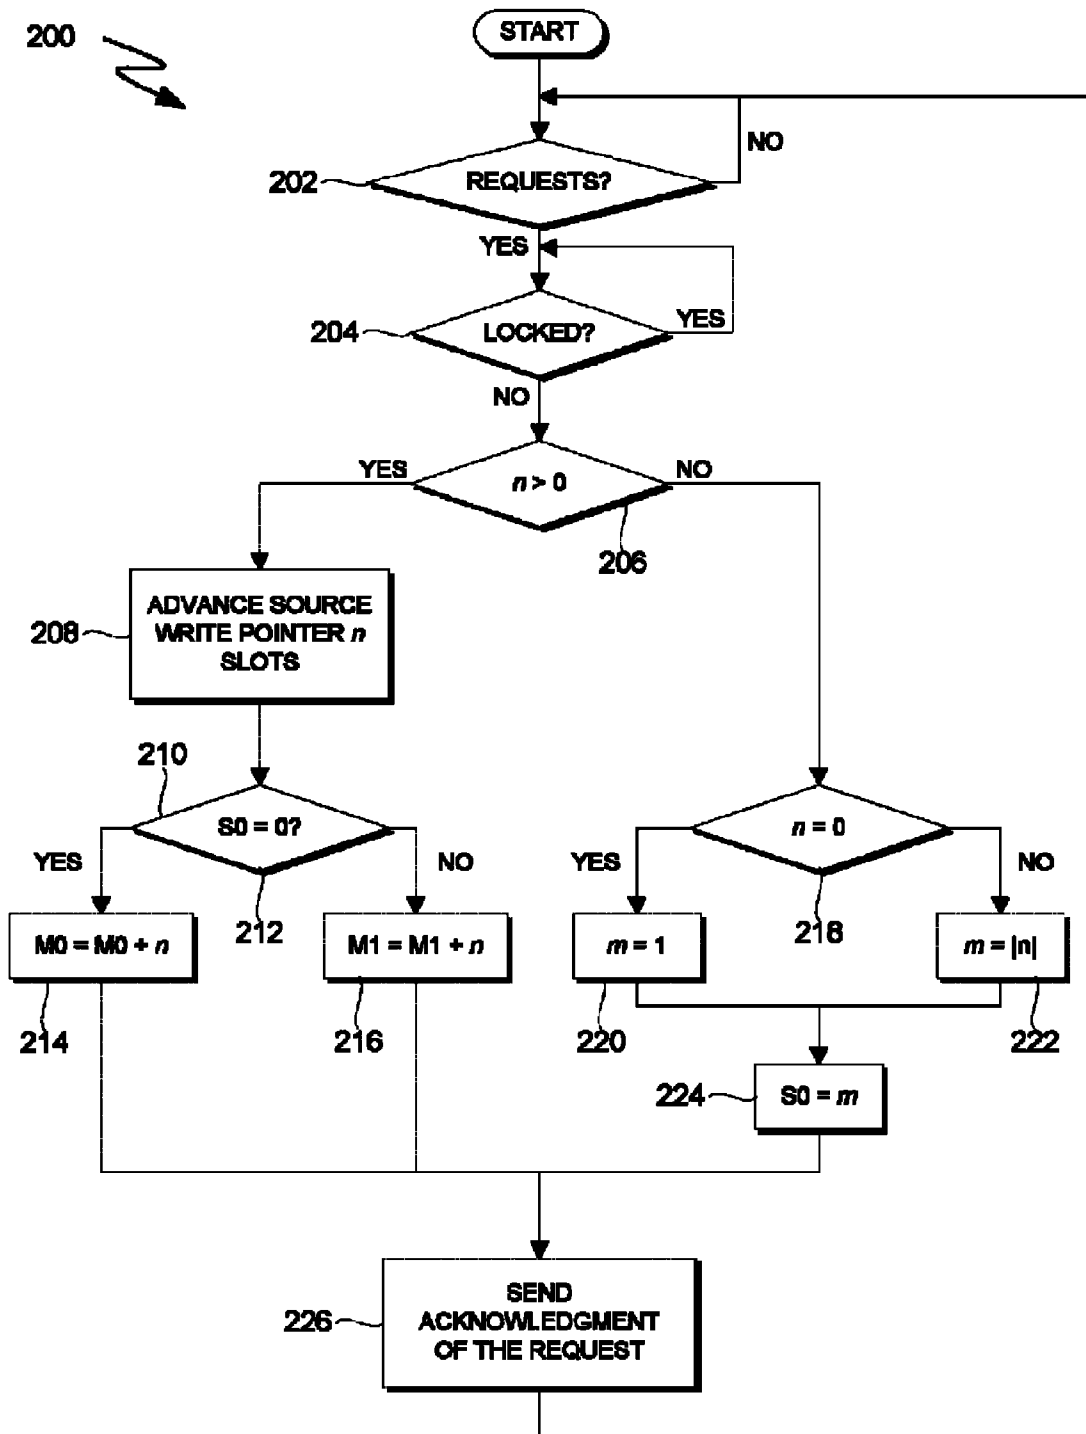 200
START
NO
202
REQUESTS?
YES
204
LOCKED?
YES
NO
YES
n > 0
NO
206
208
ADVANCE SOURCE
WRITE POINTER n
SLOTS
210
S0 = 0?
n = 0
YES
NO
YES
NO
212
218
M0 = M0 + n
M1 = M1 + n
m = 1
m = |n|
214
216
220
222
224
S0 = m
226
SEND
ACKNOWLEDGMENT
OF THE REQUEST